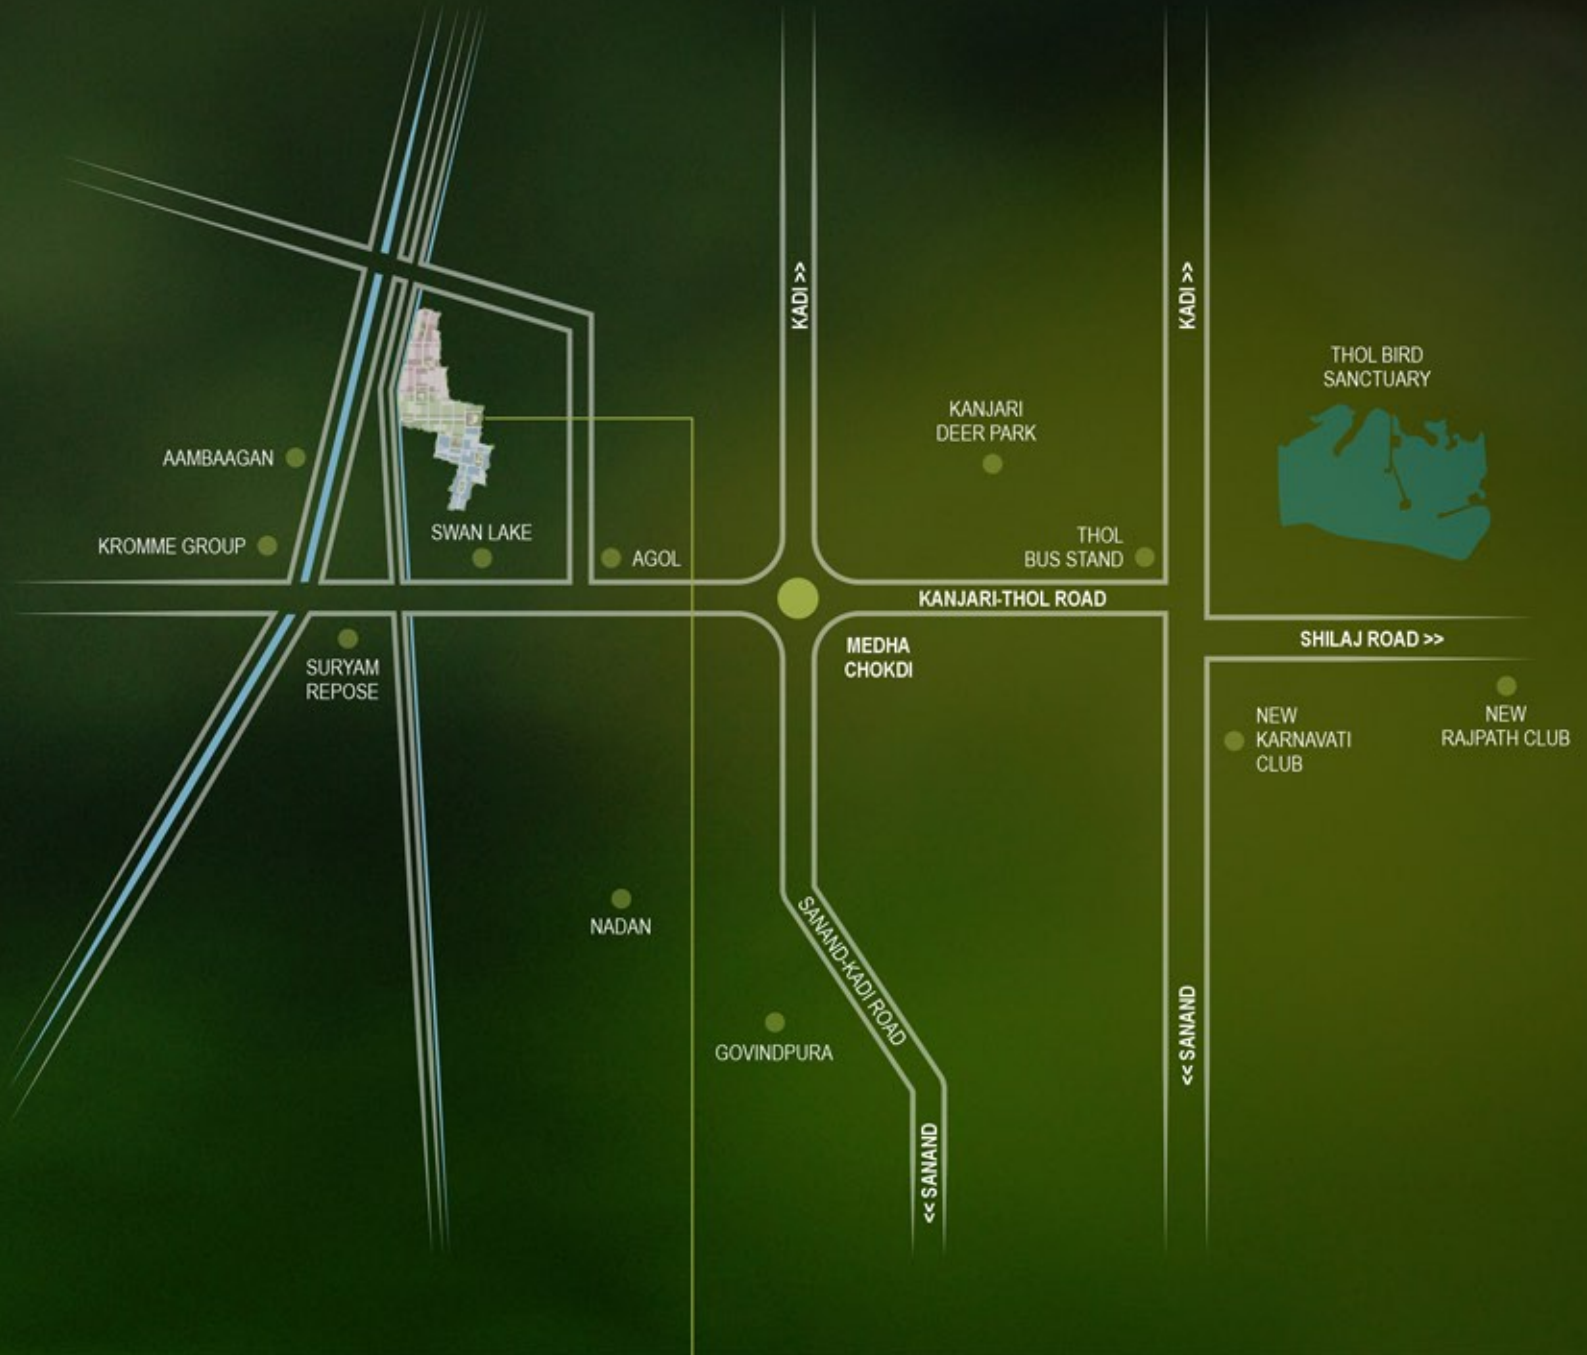 KADI >>
KADI >>
THOL BIRD
SANCTUARY
KANJARI
DEER PARK
AAMBAAGAN
KROMME GROUP
SWAN LAKE
AGOL
THOL
BUS STAND
KANJARI-THOL ROAD
SHILAJ ROAD >>
MEDHA
CHOKDI
SURYAM
REPOSE
NEW
KARNAVATI
CLUB
NEW
RAJPATH CLUB
NADAN
SANAND-KADI ROAD
GOVINDPURA
<< SANAND
<< SANAND